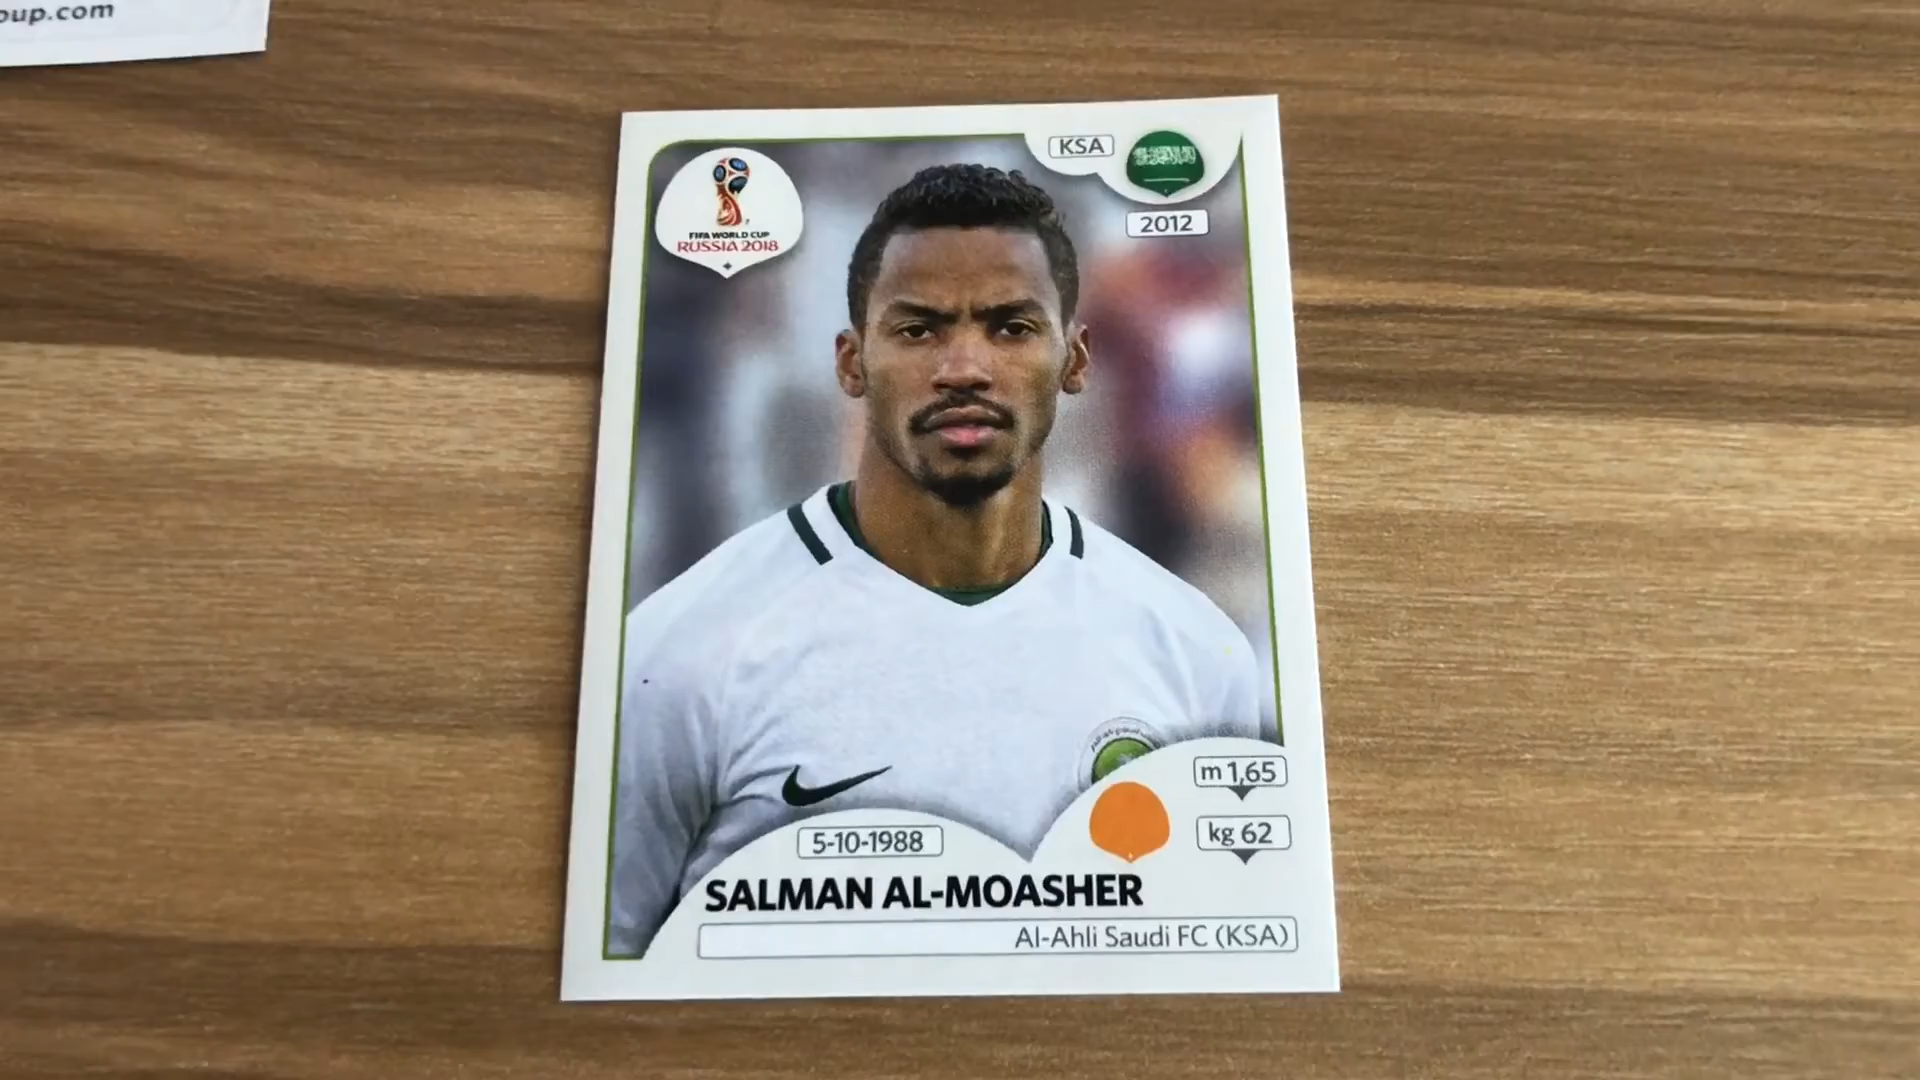 oup.com
KSA
2012
FIFA WORLD CUP
RUSSIA 2018
m 1,65
kg 62
5-10-1988
SALMAN AL-MOASHER
Al-Ahli Saudi FC (KSA)